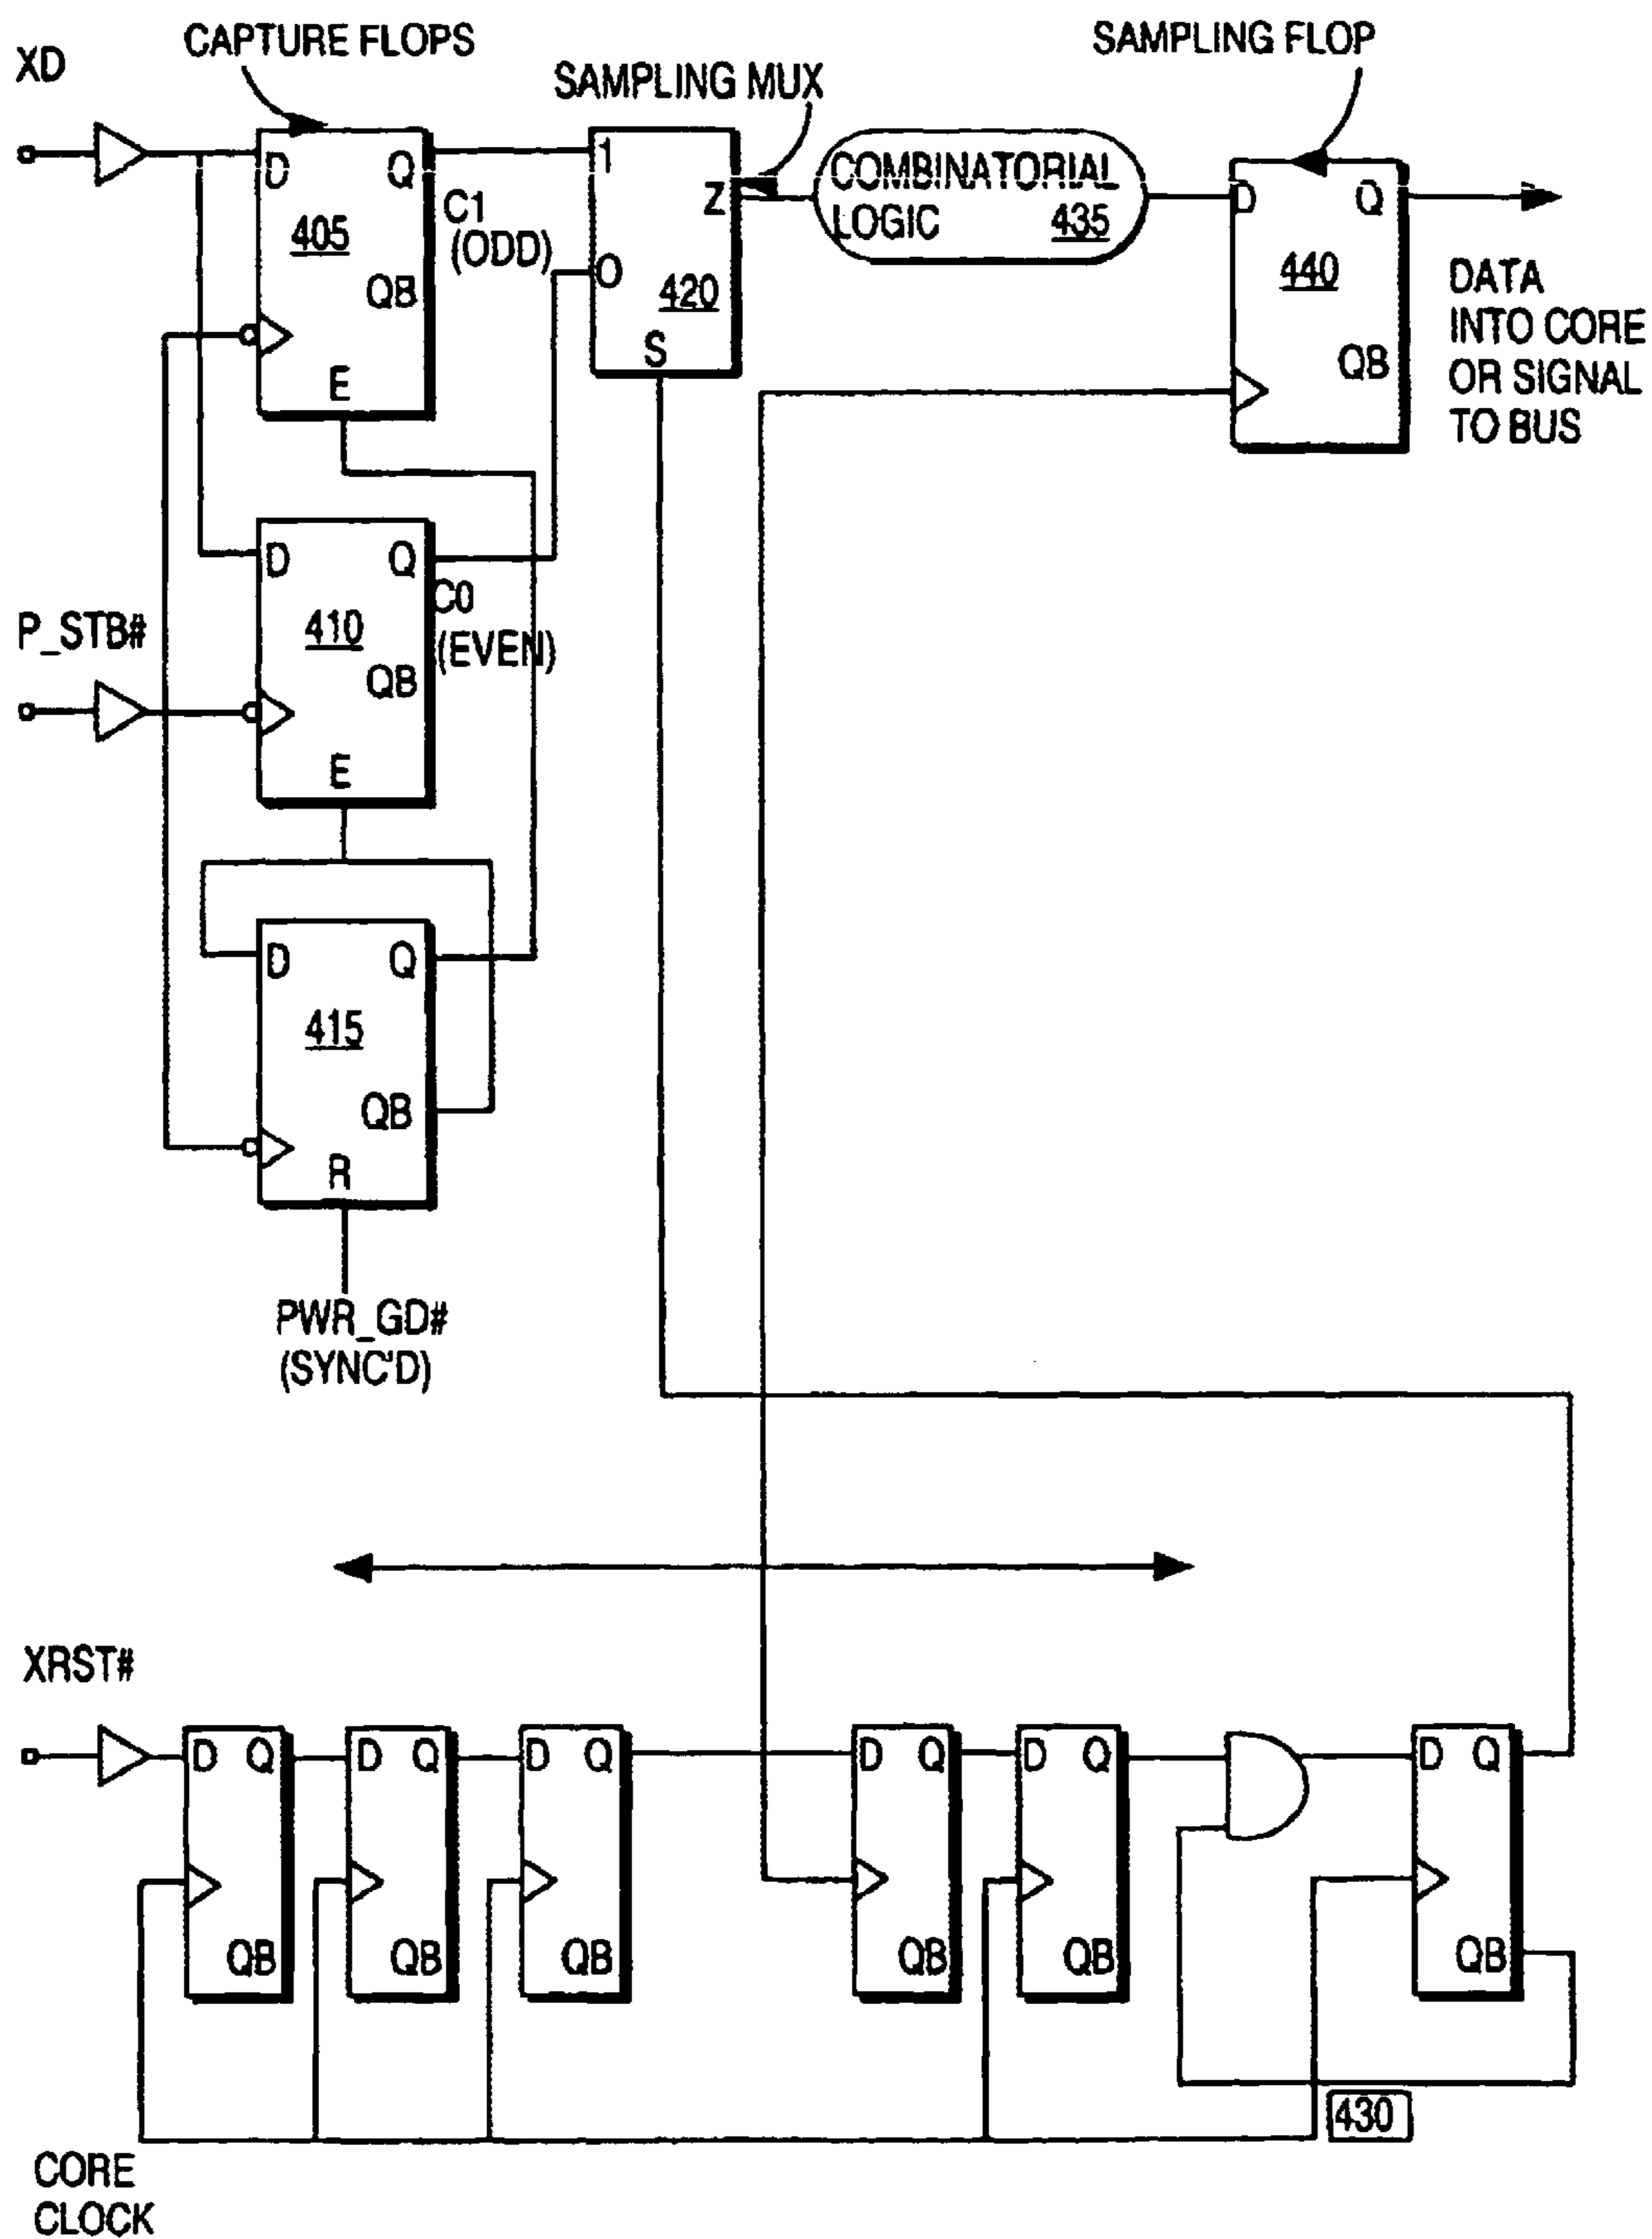 CAPTURE FLOPS
XD
SAMPLING MUX
SAMPLING FLOP
D Q
405
QB
E
C1
(ODD)
1
0
Z
420
S
COMBINATORIAL
LOGIC 435
D Q
440
QB
DATA
INTO CORE
OR SIGNAL
TO BUS
P_STB#
D Q
410
QB
E
C0
(EVEN)
D Q
415
QB
R
PWR_GD#
(SYNC'D)
XRST#
D Q
QB
D Q
QB
D Q
QB
D Q
QB
D Q
QB
D Q
QB
430
CORE
CLOCK